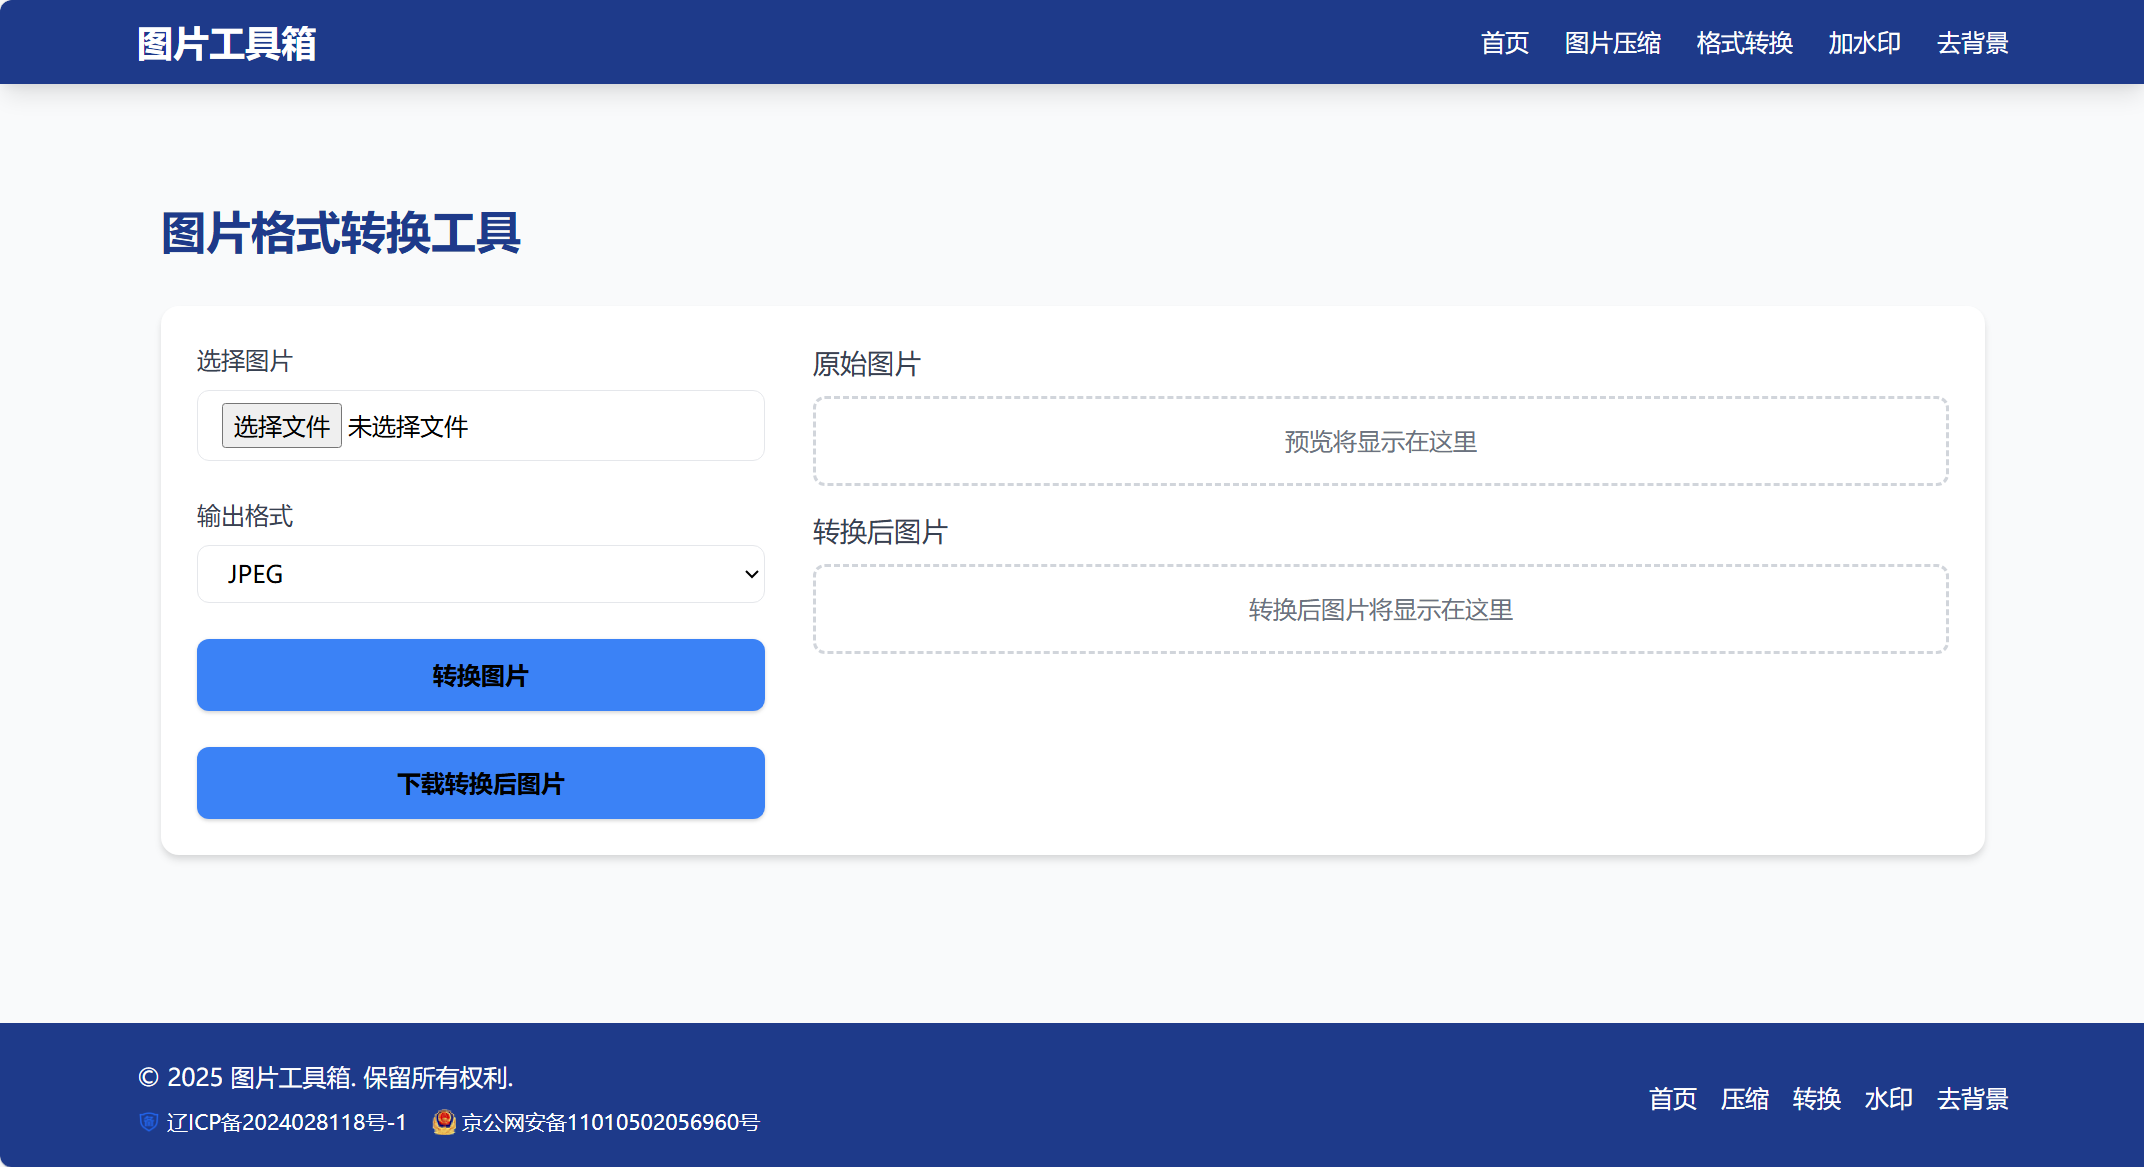 图片工具箱
首页 图片压缩 格式转换 加水印 去背景
图片格式转换工具
选择图片
选择文件 未选择文件
输出格式
JPEG
转换图片
下载转换后图片
原始图片
预览将显示在这里
转换后图片
转换后图片将显示在这里
© 2025 图片工具箱. 保留所有权利.
辽ICP备2024028118号-1 京公网安备11010502056960号
首页 压缩 转换 水印 去背景